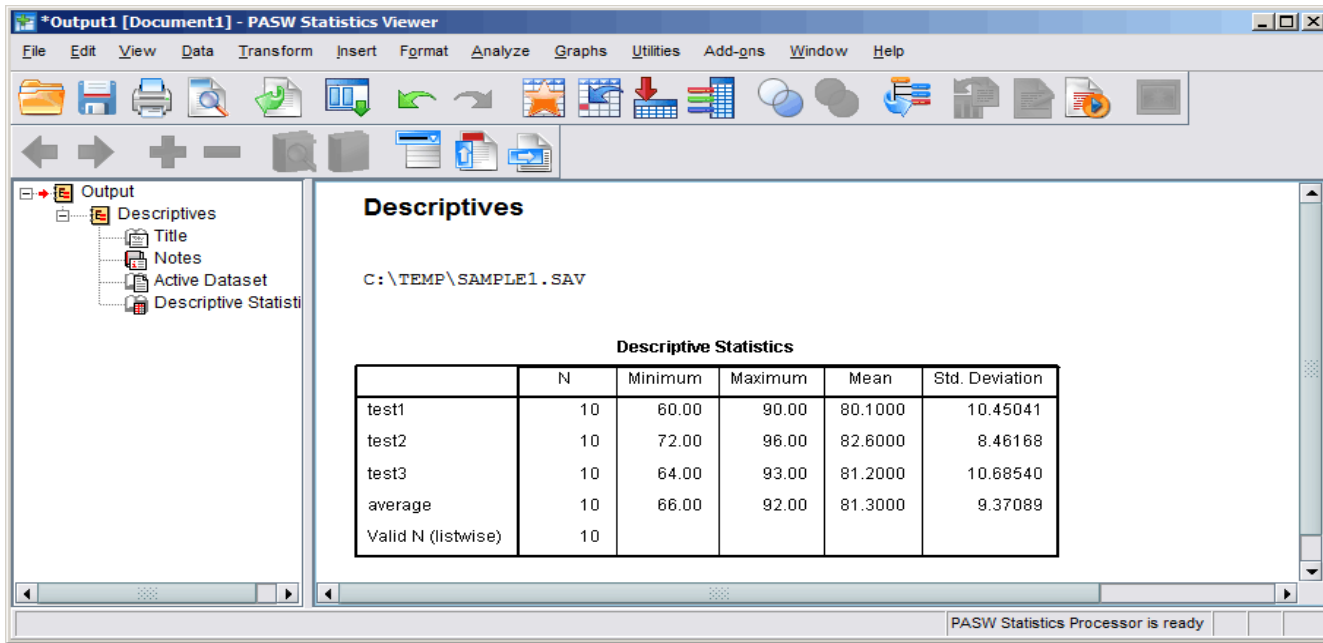 *Output1 [Document1] - PASW Statistics Viewer
File Edit View Data Transform Insert Format Analyze Graphs Utilities Add-ons Window Help
Output
Descriptives
Title
Notes
Active Dataset
Descriptive Statisti
Descriptives
C:\TEMP\SAMPLE1.SAV
Descriptive Statistics
N Minimum Maximum Mean Std. Deviation
test1 10 60.00 90.00 80.1000 10.45041
test2 10 72.00 96.00 82.6000 8.46168
test3 10 64.00 93.00 81.2000 10.68540
average 10 66.00 92.00 81.3000 9.37089
Valid N (listwise) 10
PASW Statistics Processor is ready